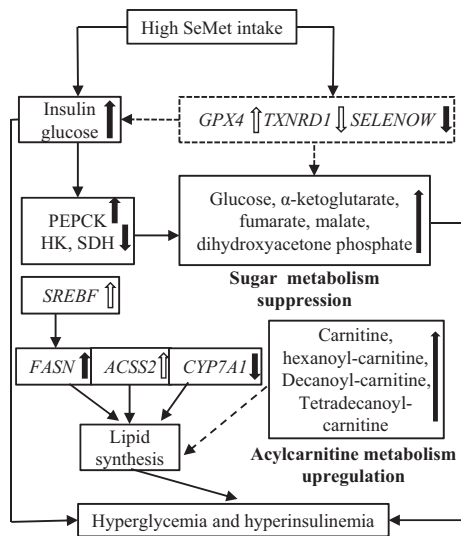 High SeMet intake
Insulin
glucose
GPX4 TXNRD1 SELENOW
PEPCK
HK, SDH
Glucose, α-ketoglutarate,
fumarate, malate,
dihydroxyacetone phosphate
Sugar metabolism
suppression
SREBF
FASN ACSS2 CYP7A1
Carnitine,
hexanoyl-carnitine,
Decanoyl-carnitine,
Tetradecanoyl-
carnitine
Lipid
synthesis
Acylcarnitine metabolism
upregulation
Hyperglycemia and hyperinsulinemia